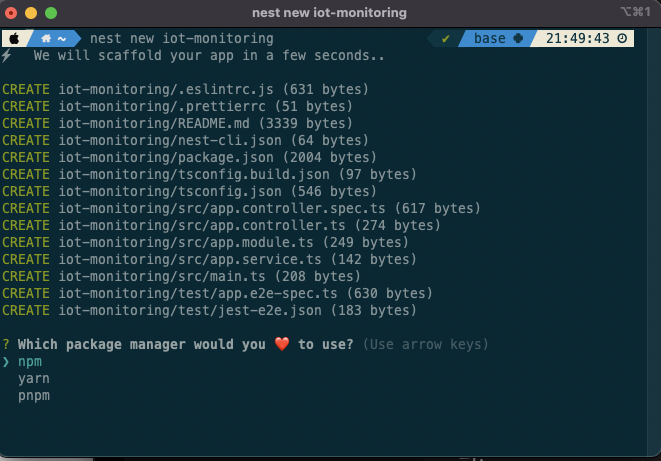 nest new iot-monitoring
⌥⌘1
~ nest new iot-monitoring ✔ base 21:49:43
⚡ We will scaffold your app in a few seconds..
CREATE iot-monitoring/.eslintrc.js (631 bytes)
CREATE iot-monitoring/.prettierrc (51 bytes)
CREATE iot-monitoring/README.md (3339 bytes)
CREATE iot-monitoring/nest-cli.json (64 bytes)
CREATE iot-monitoring/package.json (2004 bytes)
CREATE iot-monitoring/tsconfig.build.json (97 bytes)
CREATE iot-monitoring/tsconfig.json (546 bytes)
CREATE iot-monitoring/src/app.controller.spec.ts (617 bytes)
CREATE iot-monitoring/src/app.controller.ts (274 bytes)
CREATE iot-monitoring/src/app.module.ts (249 bytes)
CREATE iot-monitoring/src/app.service.ts (142 bytes)
CREATE iot-monitoring/src/main.ts (208 bytes)
CREATE iot-monitoring/test/app.e2e-spec.ts (630 bytes)
CREATE iot-monitoring/test/jest-e2e.json (183 bytes)
? Which package manager would you ❤️ to use? (Use arrow keys)
❯ npm
yarn
pnpm